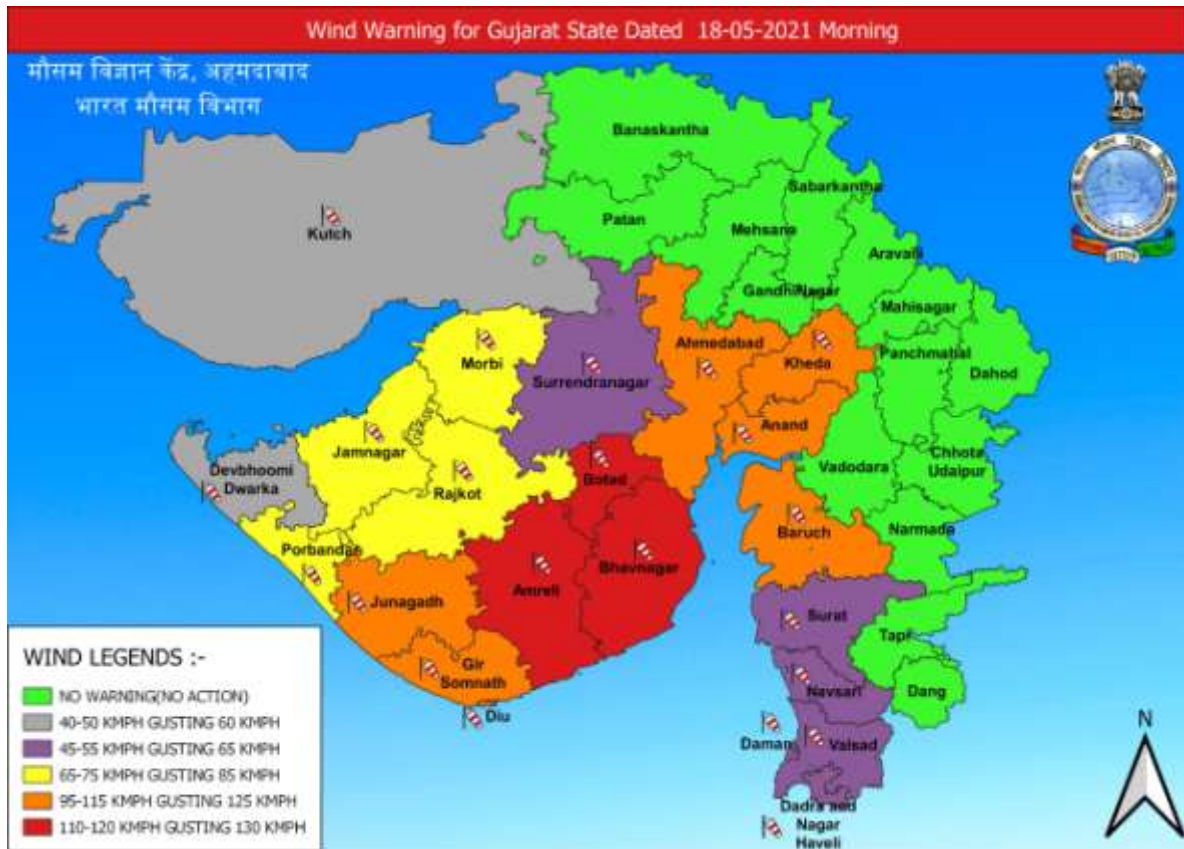 Wind Warning for Gujarat State Dated 18-05-2021 Morning
मौसम विज्ञान केंद्र, अहमदाबाद
भारत मौसम विभाग
Banaskantha
Sabarkantha
Patan
Mehsana
Kutch
Aravalli
GandhiNagar
Mahisagar
Ahmedabad
Panchmahal
Morbi
Kheda
Dahod
Surrendranagar
Anand
Jamnagar
Chhota
Udaipur
Vadodara
Devbhoomi
Dwarka
Rajkot
Botad
Narmada
Baruch
Porbandar
Bhavnagar
Amreli
Junagadh
Surat
Tapi
Gir
Somnath
Navsari
Dang
Diu
Daman
Valsad
Dadra and
Nagar
Haveli
WIND LEGENDS :-
NO WARNING(NO ACTION)
40-50 KMPH GUSTING 60 KMPH
45-55 KMPH GUSTING 65 KMPH
65-75 KMPH GUSTING 85 KMPH
95-115 KMPH GUSTING 125 KMPH
110-120 KMPH GUSTING 130 KMPH
N